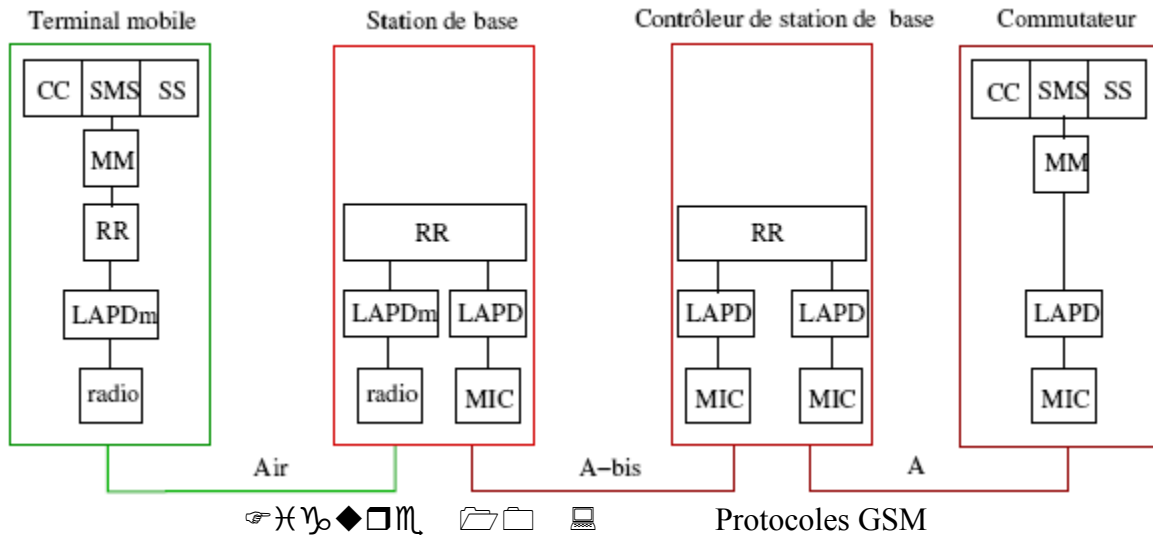 Terminal mobile Station de base Contrôleur de station de base Commutateur
CC SMS SS CC SMS SS
MM MM
RR RR RR
LAPDm LAPDm LAPD LAPD LAPD LAPD
radio radio MIC MIC MIC MIC
Air A-bis A
☞♓♑◆❒♏ 🗁🗀 💻 Protocoles GSM